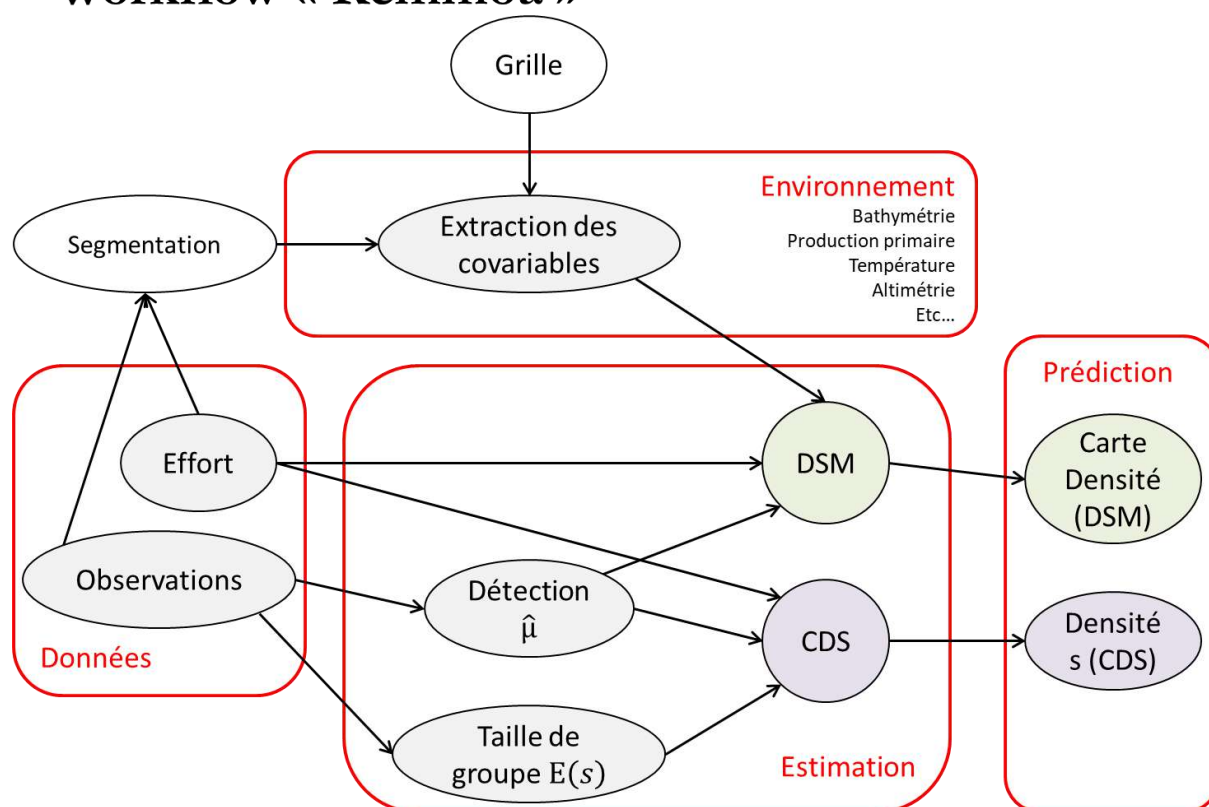 workflow « »
Grille
Environnement
Bathymétrie
Production primaire
Température
Altimétrie
Etc...
Extraction des
covariables
Segmentation
Effort
Observations
Données
DSM
Détection
μ̂
CDS
Taille de
groupe E(s)
Estimation
Prédiction
Carte
Densité
(DSM)
Densité
s (CDS)